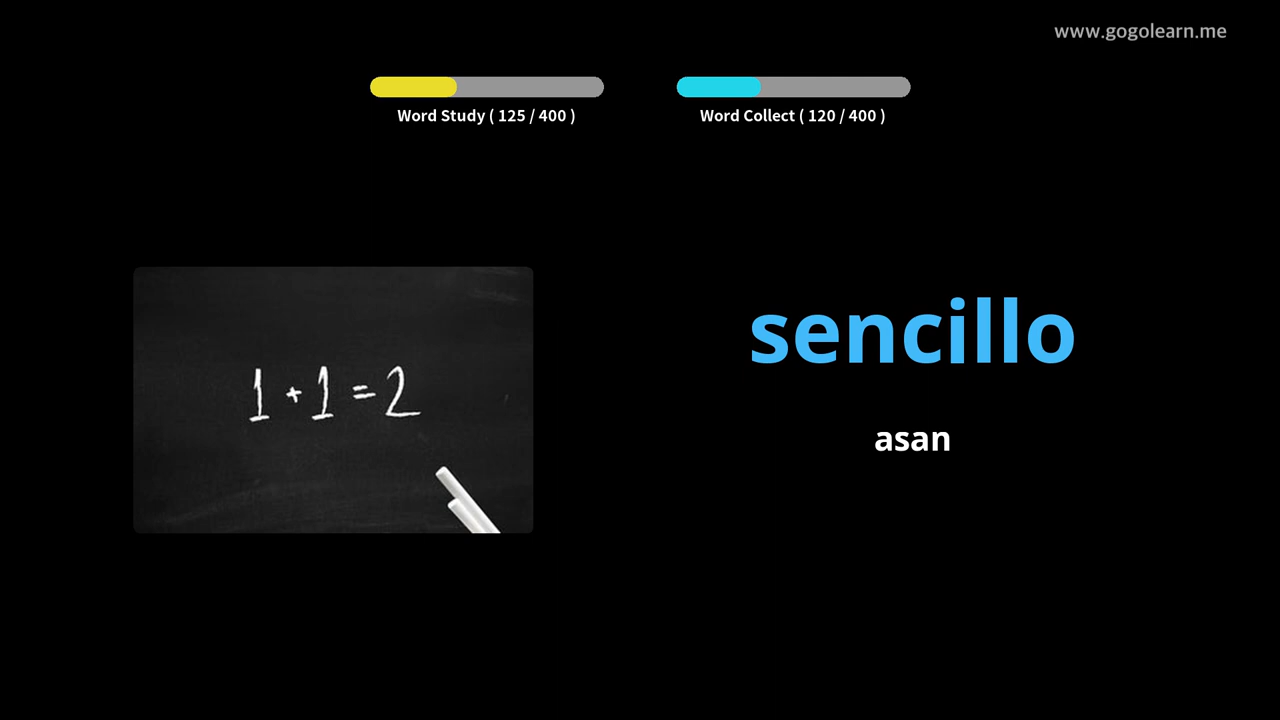 www.gogolearn.me
Word Study ( 125 / 400 )
Word Collect ( 120 / 400 )
1 + 1 = 2
sencillo
asan